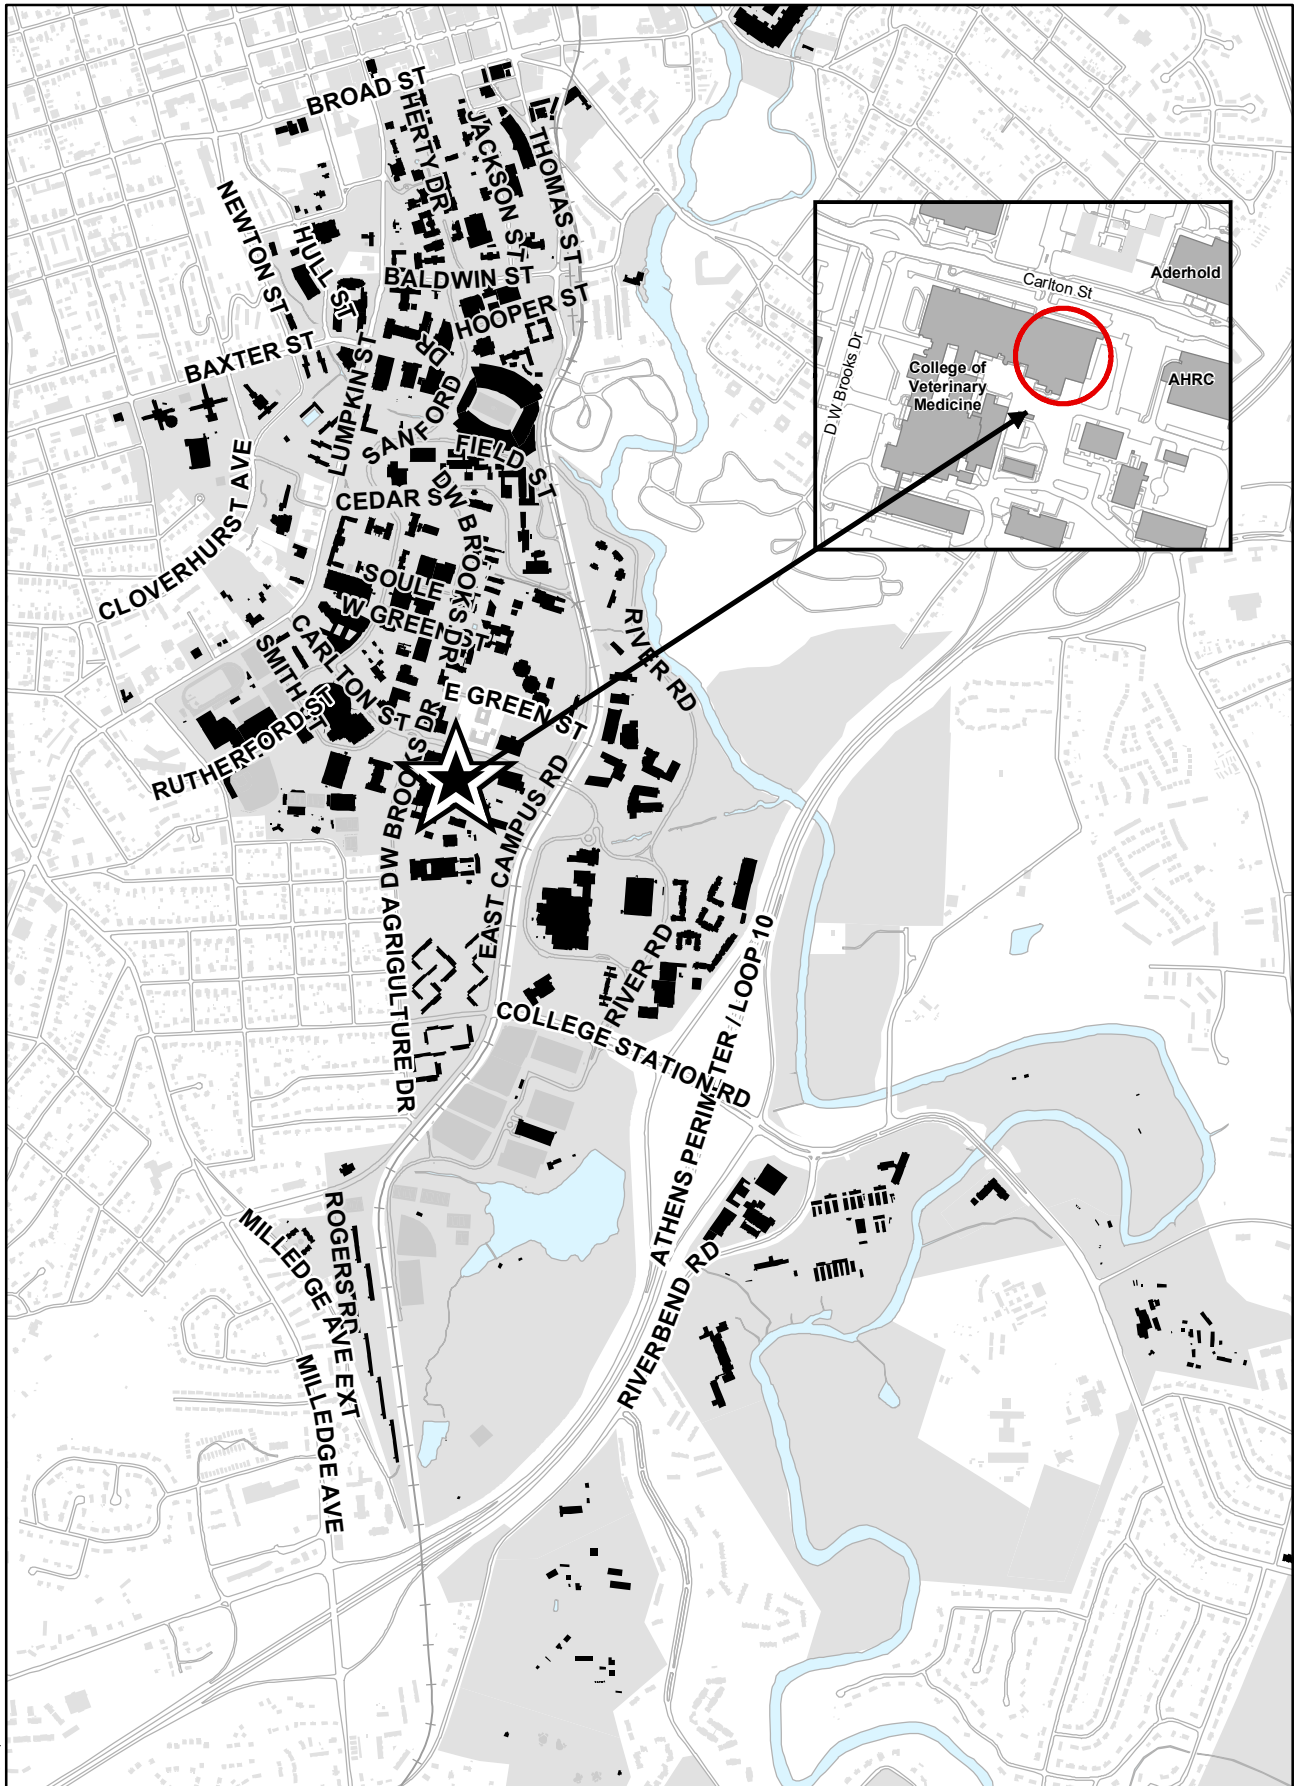 BROAD ST
HERTY DR
JACKSON ST
THOMAS ST
NEWTON ST
HULL ST
BALDWIN ST
HOOPER ST
BAXTER ST
LUMPKIN ST
SANFORD DR
FIELD ST
CEDAR S
DW BROOKS DR
CLOVERHURST AVE
SOULE
W GREEN ST
CARLTON ST
SMITH ST
RUTHERFORD ST
E GREEN ST
RIVER RD
DW BROOKS DR
EAST CAMPUS RD
AGRIGULTURE DR
RIVER RD
COLLEGE STATION RD
ATHENS PERIMETER / LOOP 10
RIVERBEND RD
ROGERS RD
MILLEDGE AVE EXT
MILLEDGE AVE
Carlton St
Aderhold
D W Brooks Dr
College of
Veterinary
Medicine
AHRC